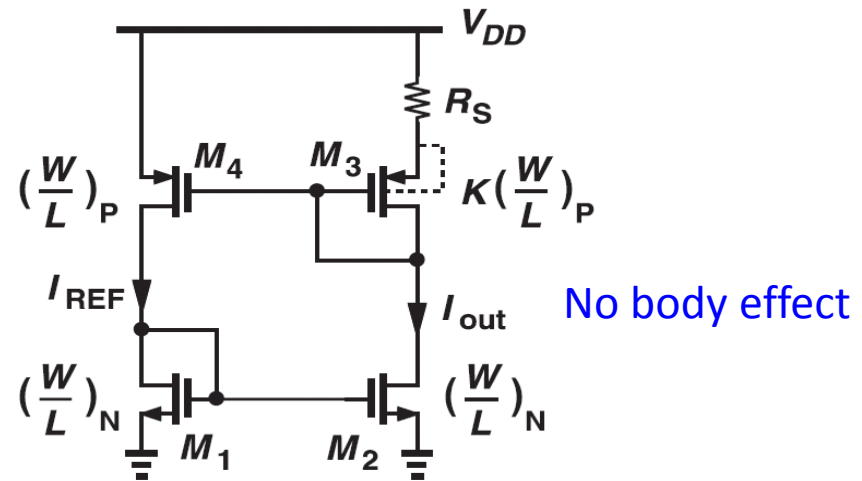 V_DD
R_S
M_4
M_3
(W/L)_P
K(W/L)_P
I_REF
I_out
No body effect
(W/L)_N
(W/L)_N
M_1
M_2